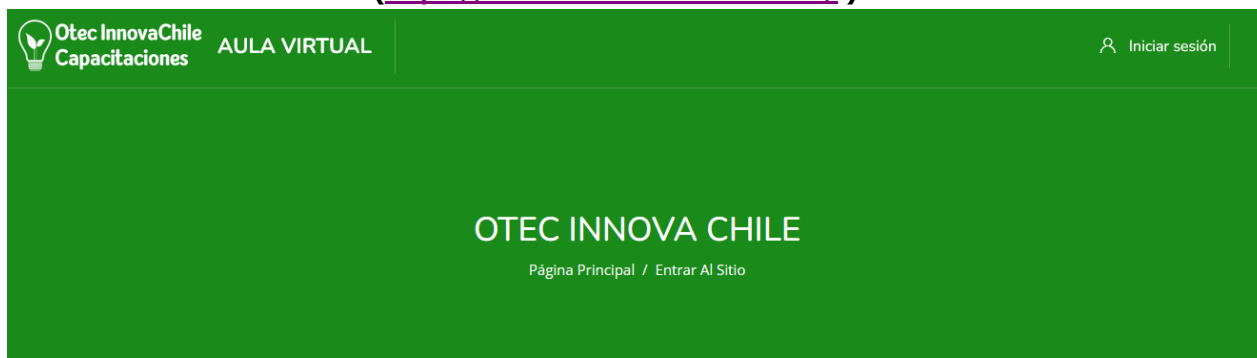 Otec InnovaChile
Capacitaciones
AULA VIRTUAL
Iniciar sesión
OTEC INNOVA CHILE
Página Principal / Entrar Al Sitio